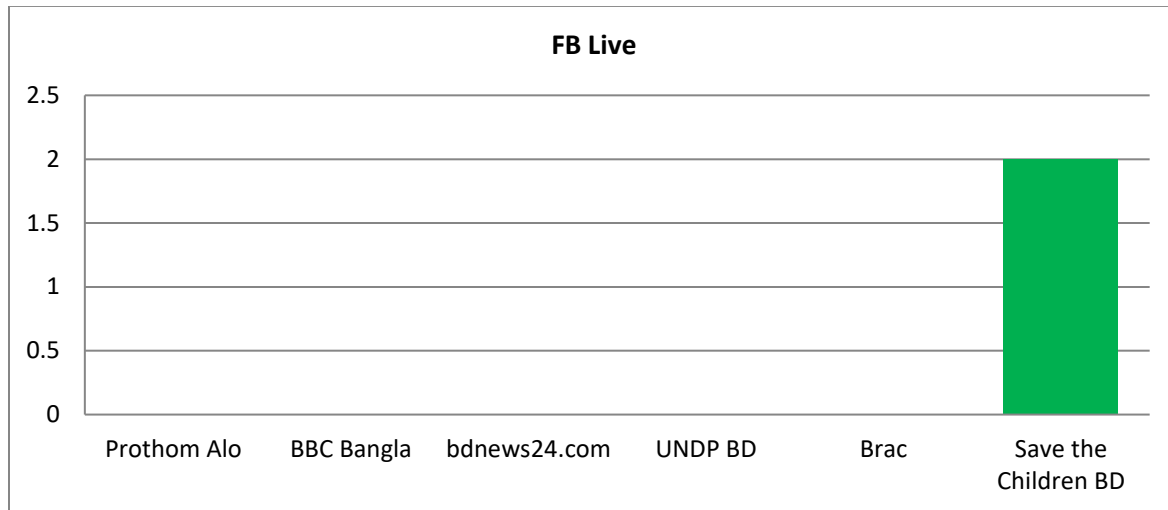 FB Live
2.5
2
1.5
1
0.5
0
Prothom Alo
BBC Bangla
bdnews24.com
UNDP BD
Brac
Save the
Children BD